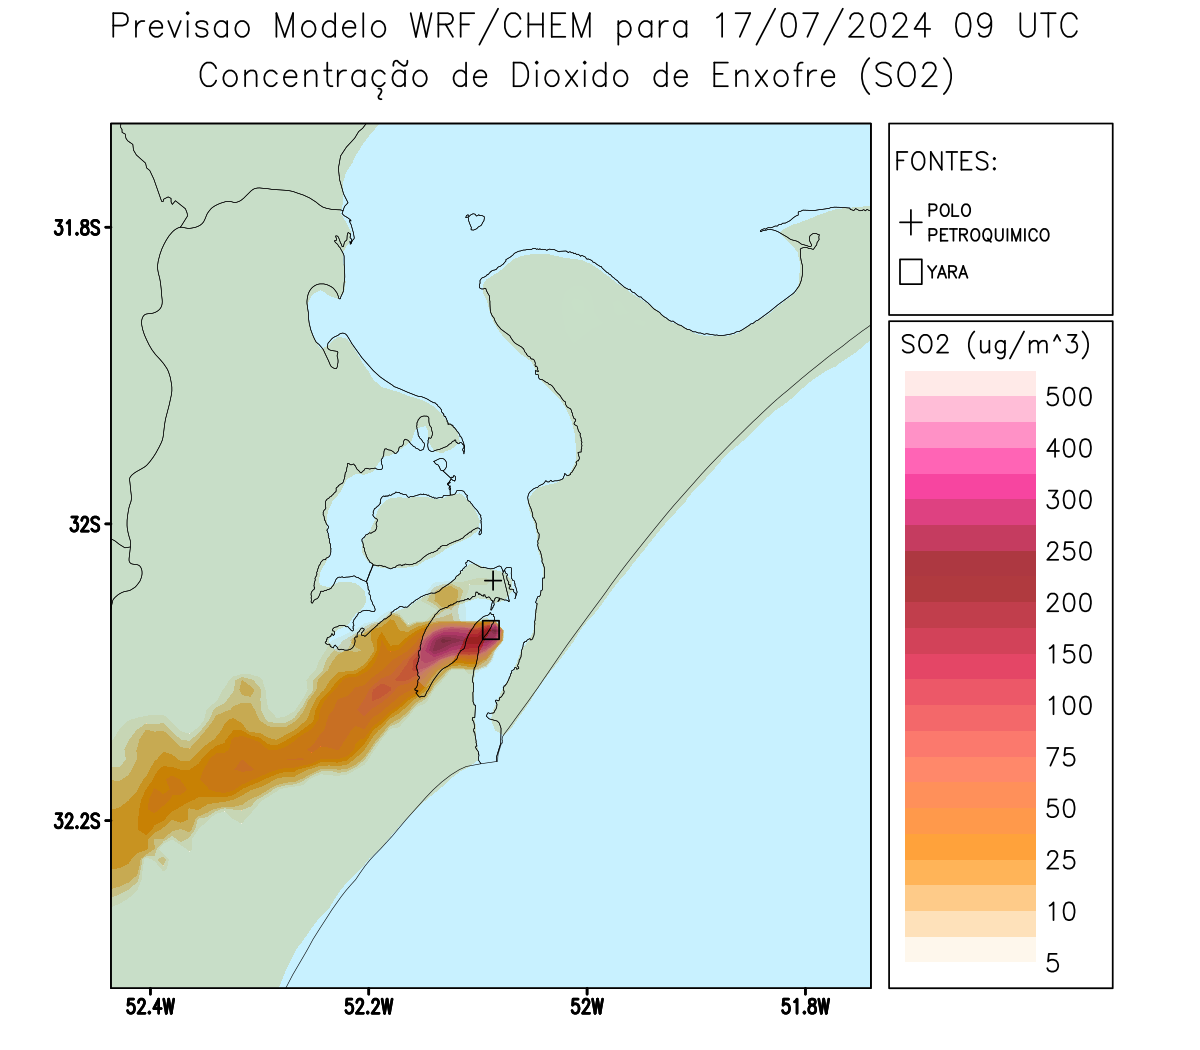 Previsao Modelo WRF/CHEM para 17/07/2024 09 UTC
Concentração de Dioxido de Enxofre (SO2)
FONTES:
POLO
PETROQUIMICO
YARA
SO2 (ug/m^3)
500
400
300
250
200
150
100
75
50
25
10
5
31.8S
32S
32.2S
52.4W
52.2W
52W
51.8W